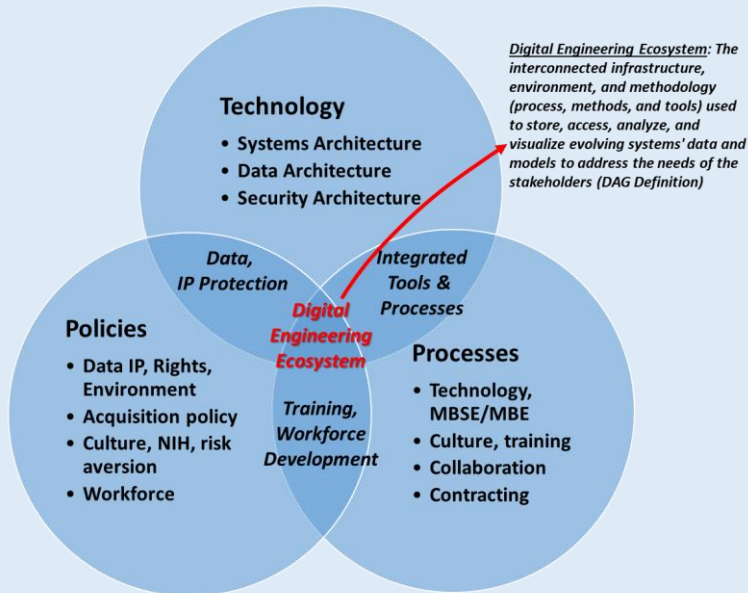 Digital Engineering Ecosystem: The
interconnected infrastructure,
environment, and methodology
(process, methods, and tools) used
to store, access, analyze, and
visualize evolving systems' data and
models to address the needs of the
stakeholders (DAG Definition)
Technology
• Systems Architecture
• Data Architecture
• Security Architecture
Data,
IP Protection
Integrated
Tools &
Processes
Digital
Engineering
Ecosystem
Policies
• Data IP, Rights,
Environment
• Acquisition policy
• Culture, NIH, risk
aversion
• Workforce
Training,
Workforce
Development
Processes
• Technology,
MBSE/MBE
• Culture, training
• Collaboration
• Contracting